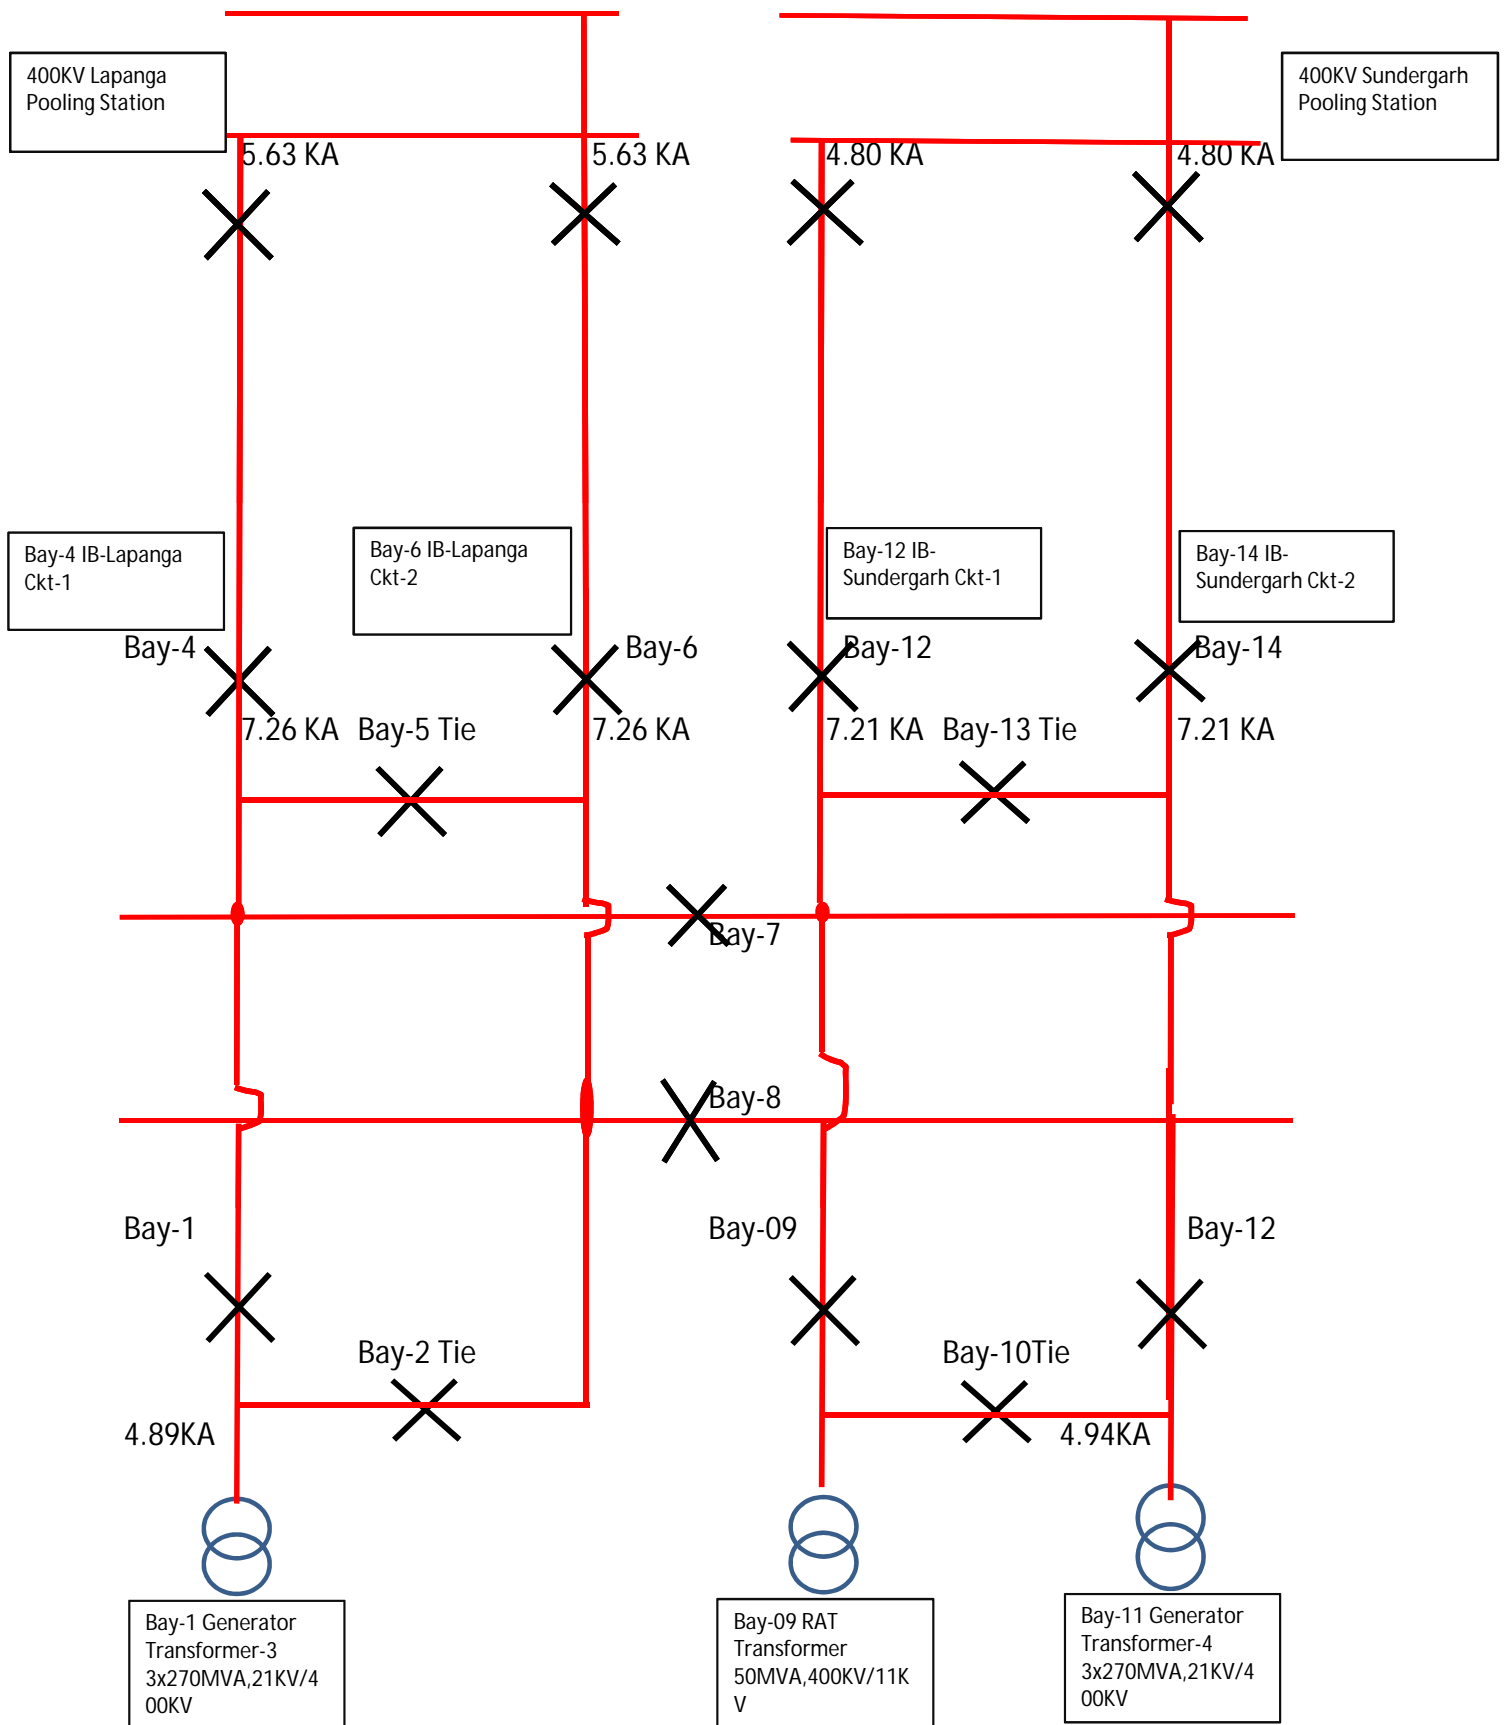 400KV Lapanga
Pooling Station
400KV Sundergarh
Pooling Station
5.63 KA
5.63 KA
4.80 KA
4.80 KA
Bay-4 IB-Lapanga
Ckt-1
Bay-6 IB-Lapanga
Ckt-2
Bay-12 IB-
Sundergarh Ckt-1
Bay-14 IB-
Sundergarh Ckt-2
Bay-4
Bay-6
Bay-12
Bay-14
7.26 KA
Bay-5 Tie
7.26 KA
7.21 KA
Bay-13 Tie
7.21 KA
Bay-7
Bay-8
Bay-1
Bay-09
Bay-12
Bay-2 Tie
Bay-10Tie
4.89KA
4.94KA
Bay-1 Generator
Transformer-3
3x270MVA,21KV/4
00KV
Bay-09 RAT
Transformer
50MVA,400KV/11K
V
Bay-11 Generator
Transformer-4
3x270MVA,21KV/4
00KV